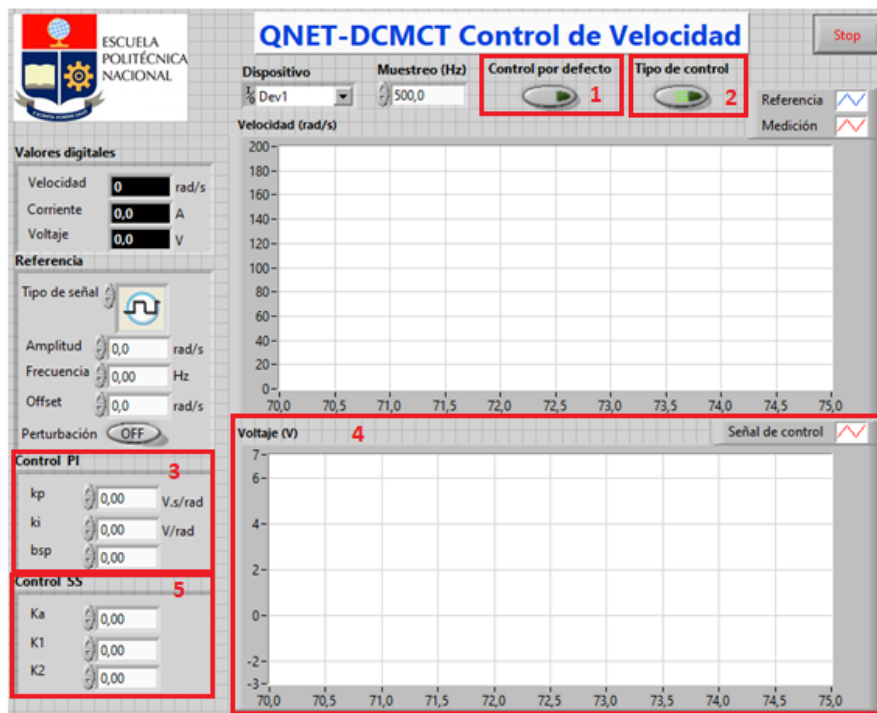 ESCUELA
POLITÉCNICA
NACIONAL
QNET-DCMCT Control de Velocidad
Stop
Dispositivo
Dev1
Muestreo (Hz)
500,0
Control por defecto
1
Tipo de control
2
Referencia
Medición
Valores digitales
Velocidad 0 rad/s
Corriente 0,0 A
Voltaje 0,0 V
Referencia
Tipo de señal
Amplitud 0,0 rad/s
Frecuencia 0,00 Hz
Offset 0,0 rad/s
Perturbación OFF
Control PI
3
kp 0,00 V.s/rad
ki 0,00 V/rad
bsp 0,00
Control SS
5
Ka 0,00
K1 0,00
K2 0,00
Velocidad (rad/s)
200
180
160
140
120
100
80
60
40
20
0
70,0 70,5 71,0 71,5 72,0 72,5 73,0 73,5 74,0 74,5 75,0
Voltaje (V)
4
Señal de control
7
6
4
2
0
-2
-3
70,0 70,5 71,0 71,5 72,0 72,5 73,0 73,5 74,0 74,5 75,0